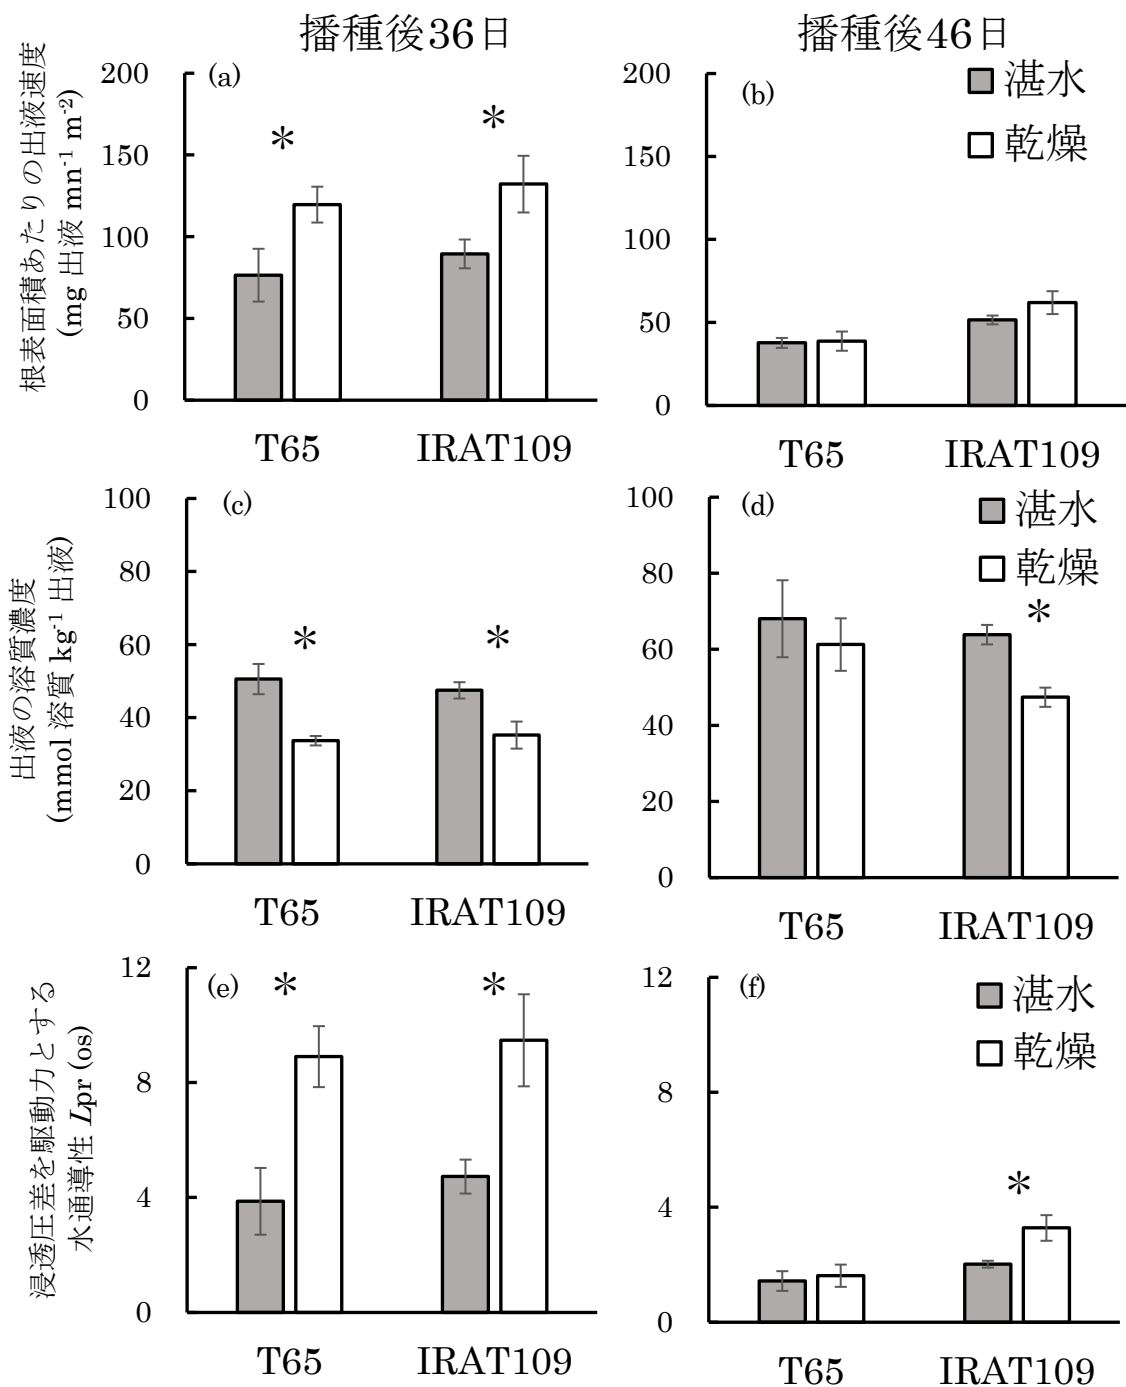 播種後36日
播種後46日
根表面積あたりの出液速度
(mg 出液 mn-1 m-2)
200
150
100
50
0
(a)
*
*
T65
IRAT109
200
150
100
50
0
(b)
湛水
乾燥
T65
IRAT109
出液の溶質濃度
(mmol 溶質 kg-1 出液)
100
80
60
40
20
0
(c)
*
*
T65
IRAT109
100
80
60
40
20
0
(d)
湛水
乾燥
*
T65
IRAT109
浸透圧差を駆動力とする
水通導性 Lpr (os)
12
8
4
0
(e)
*
*
T65
IRAT109
12
8
4
0
(f)
湛水
乾燥
*
T65
IRAT109